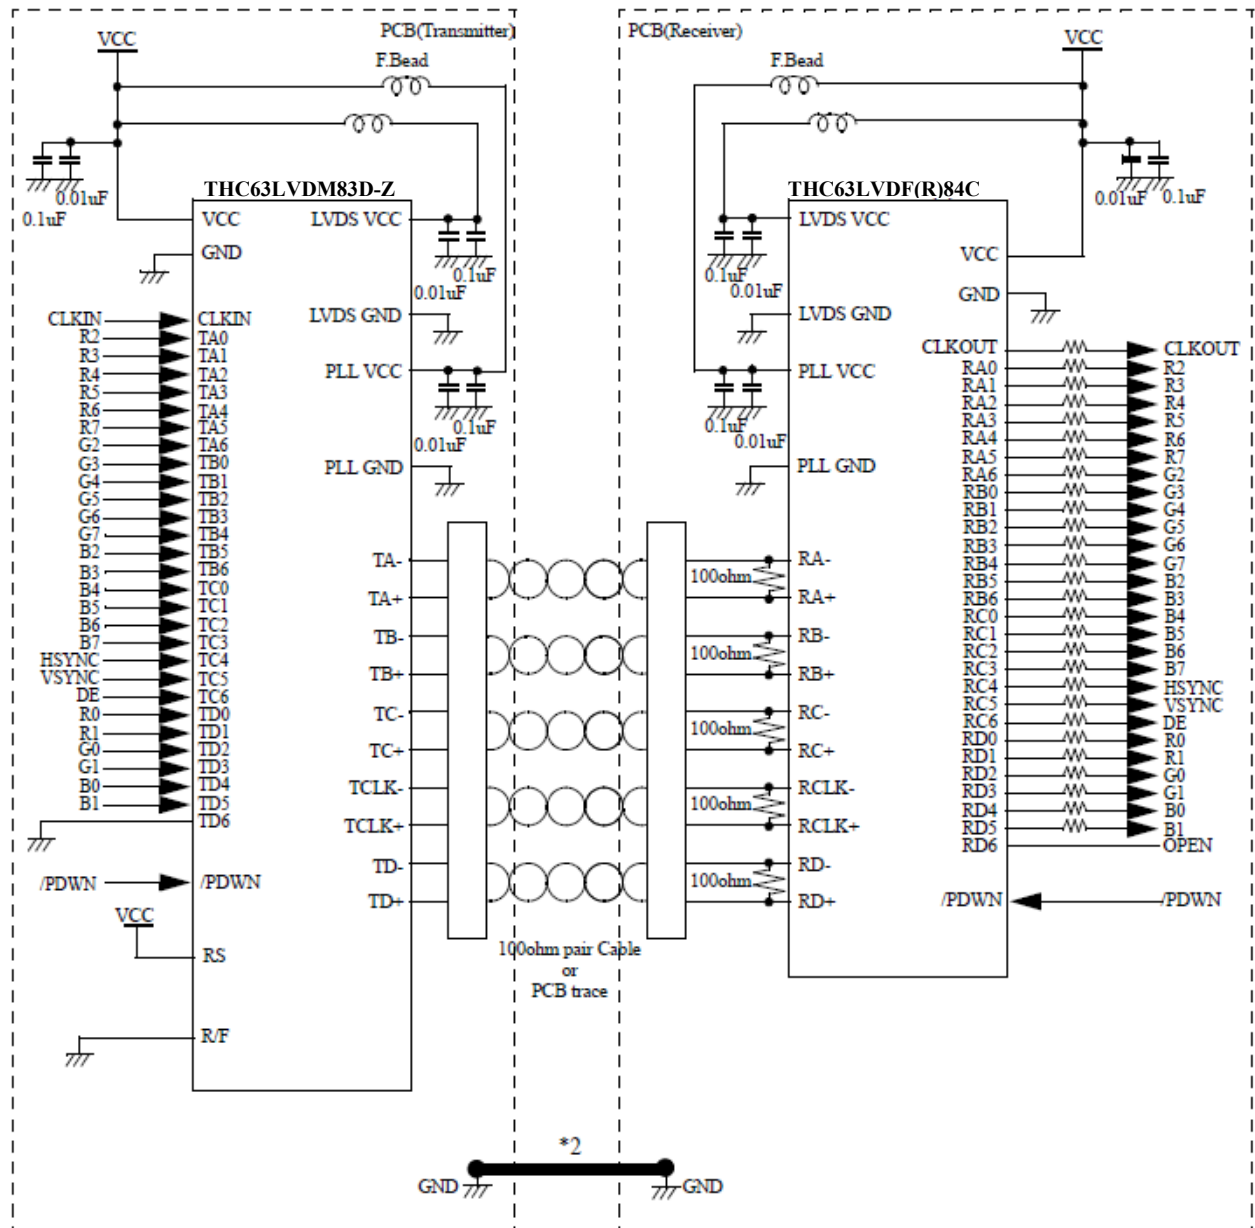 PCB(Transmitter)
VCC
F.Bead
0.01uF
0.1uF
THC63LVDM83D-Z
VCC
LVDS VCC
GND
0.1uF
0.01uF
LVDS GND
PLL VCC
0.1uF
0.01uF
PLL GND
CLKIN
CLKIN
R2
TA0
R3
TA1
R4
TA2
R5
TA3
R6
TA4
R7
TA5
G2
TA6
G3
TB0
G4
TB1
G5
TB2
G6
TB3
G7
TB4
B2
TB5
B3
TB6
B4
TC0
B5
TC1
B6
TC2
B7
TC3
HSYNC
TC4
VSYNC
TC5
DE
TC6
R0
TD0
R1
TD1
G0
TD2
G1
TD3
B0
TD4
B1
TD5
TD6
/PDWN
/PDWN
VCC
RS
R/F
TA-
TA+
TB-
TB+
TC-
TC+
TCLK-
TCLK+
TD-
TD+
100ohm pair Cable
or
PCB trace
PCB(Receiver)
VCC
F.Bead
0.01uF
0.1uF
THC63LVDF(R)84C
LVDS VCC
VCC
0.1uF
0.01uF
GND
LVDS GND
PLL VCC
0.1uF
0.01uF
PLL GND
100ohm
RA-
RA+
100ohm
RB-
RB+
100ohm
RC-
RC+
100ohm
RCLK-
RCLK+
100ohm
RD-
RD+
CLKOUT
CLKOUT
RA0
R2
RA1
R3
RA2
R4
RA3
R5
RA4
R6
RA5
R7
RA6
G2
RB0
G3
RB1
G4
RB2
G5
RB3
G6
RB4
G7
RB5
B2
RB6
B3
RC0
B4
RC1
B5
RC2
B6
RC3
B7
RC4
HSYNC
RC5
VSYNC
RC6
DE
RD0
R0
RD1
R1
RD2
G0
RD3
G1
RD4
B0
RD5
B1
RD6
OPEN
/PDWN
/PDWN
*2
GND
GND